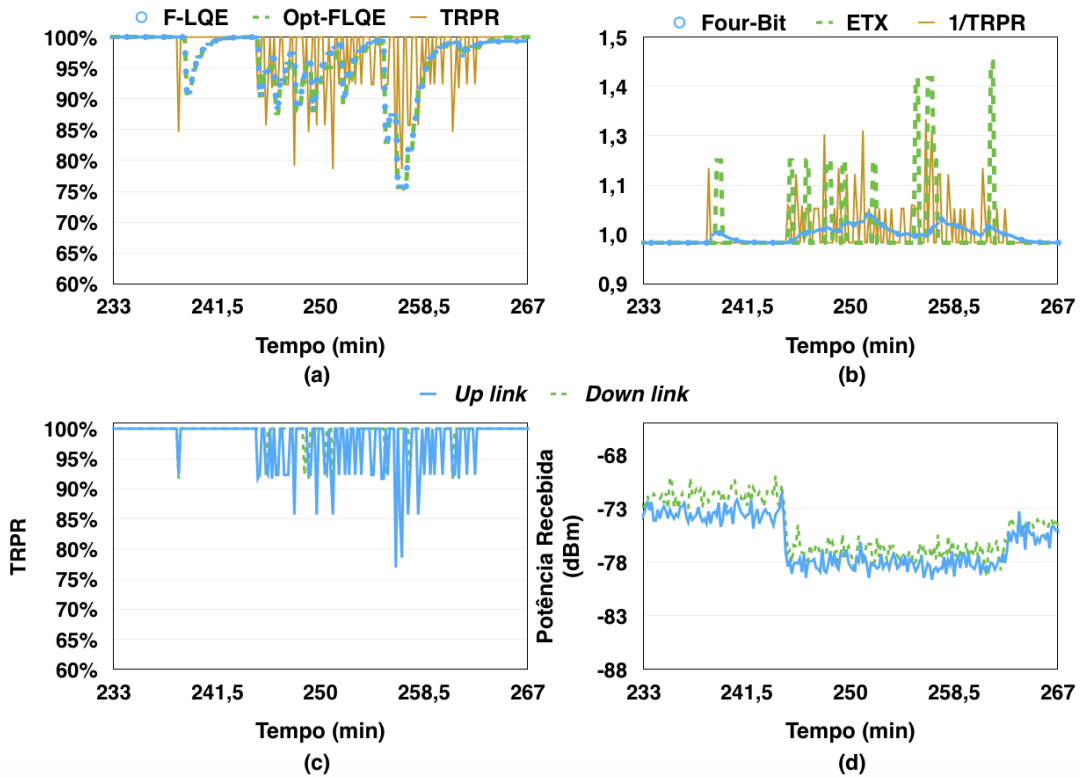 F-LQE Opt-FLQE TRPR
100%
95%
90%
85%
80%
75%
70%
65%
60%
233 241,5 250 258,5 267
Tempo (min)
(a)
Four-Bit ETX 1/TRPR
1,5
1,3
1,1
1,0
0,9
233 241,5 250 258,5 267
Tempo (min)
(b)
Up link Down link
TRPR
100%
95%
90%
85%
80%
75%
70%
65%
60%
233 241,5 250 258,5 267
Tempo (min)
(c)
Potência Recebida
(dBm)
-68
-73
-78
-83
-88
233 241,5 250 258,5 267
Tempo (min)
(d)